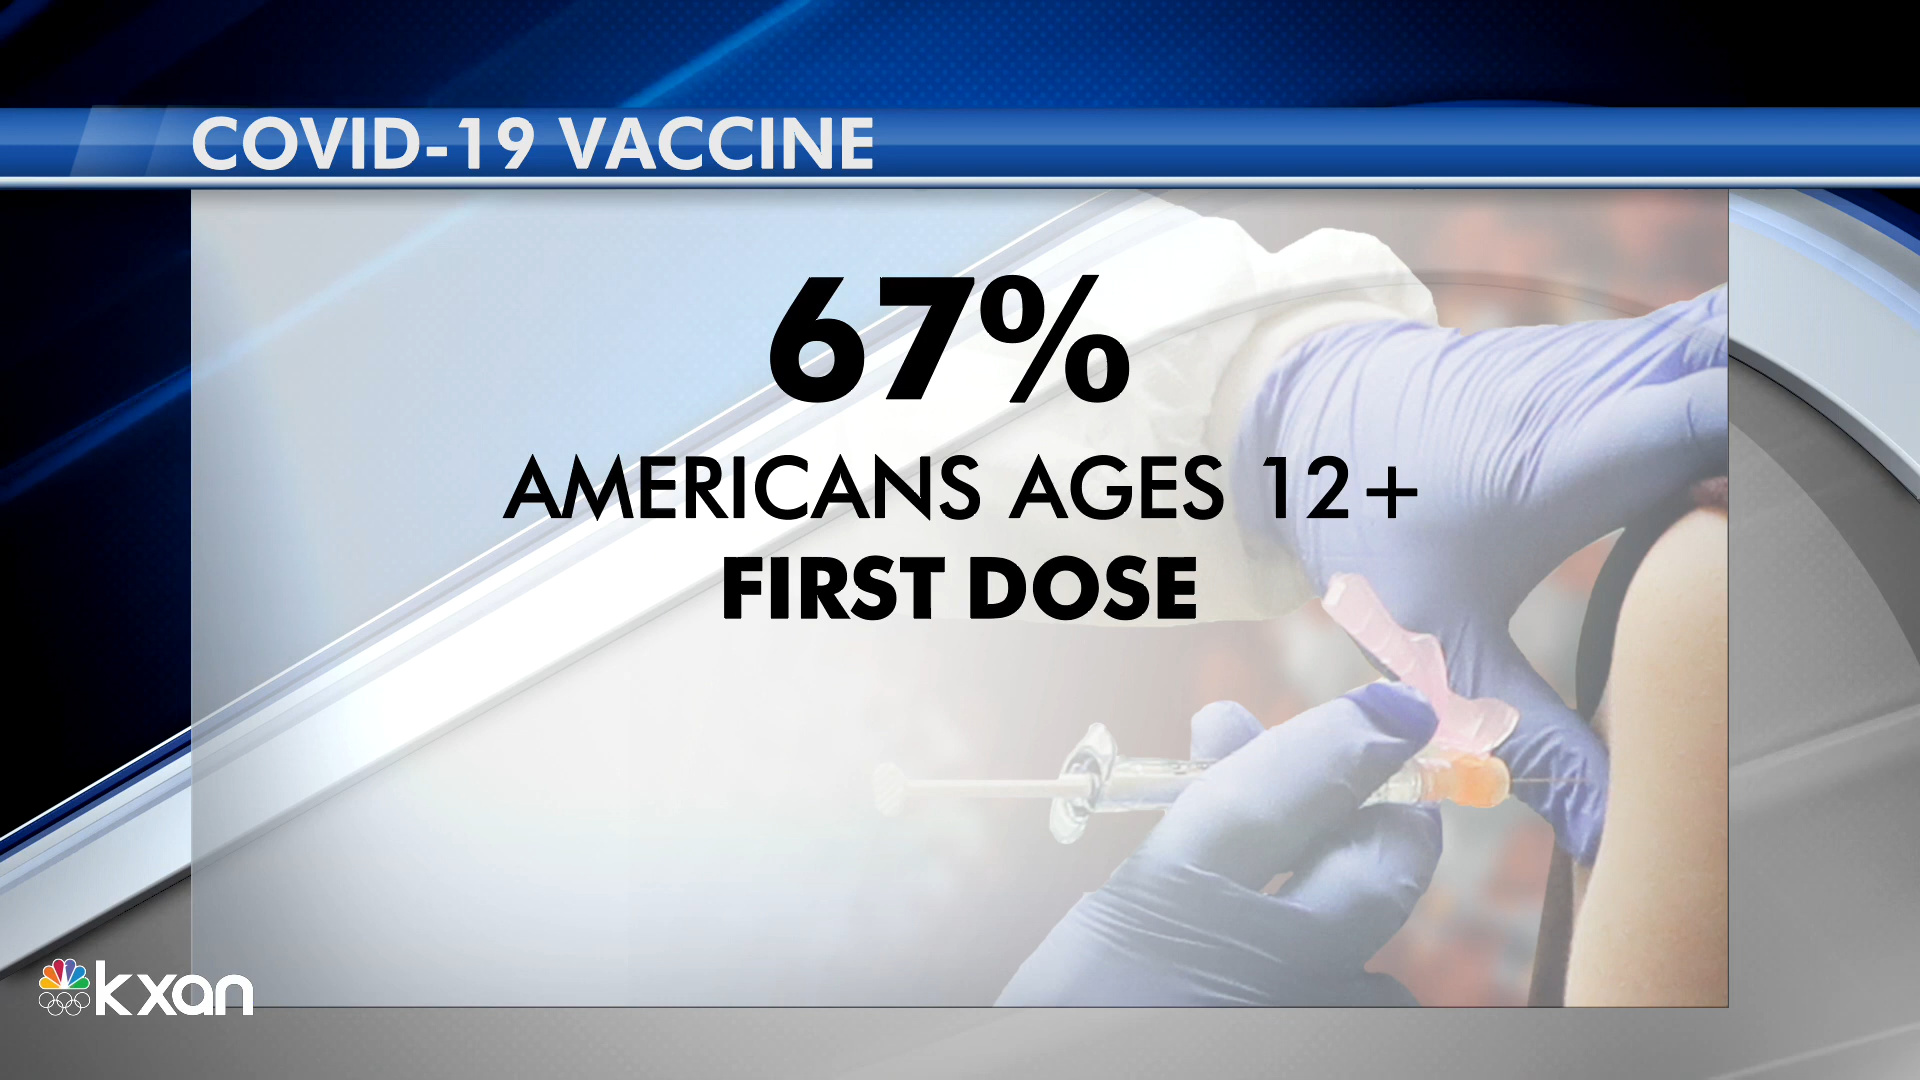 COVID-19 VACCINE
67%
AMERICANS AGES 12+
FIRST DOSE
kxan